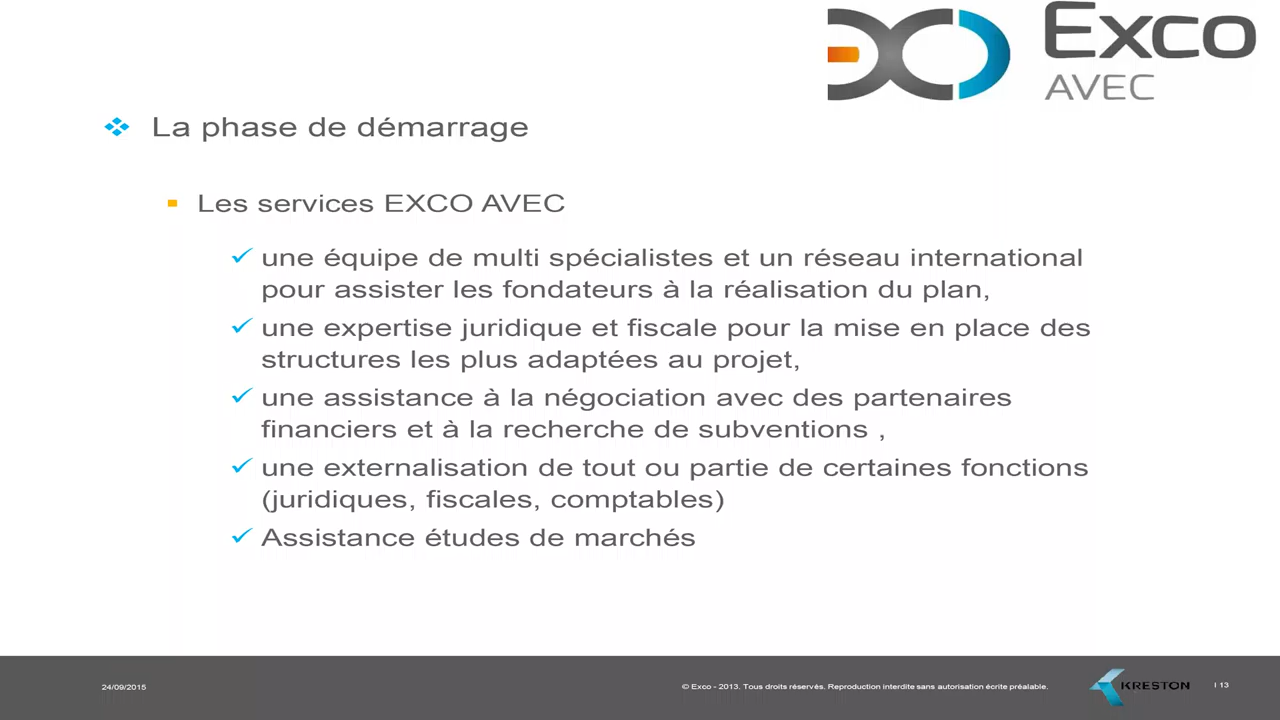 Exco
AVEC
La phase de démarrage
Les services EXCO AVEC
une équipe de multi spécialistes et un réseau international
pour assister les fondateurs à la réalisation du plan,
une expertise juridique et fiscale pour la mise en place des
structures les plus adaptées au projet,
une assistance à la négociation avec des partenaires
financiers et à la recherche de subventions ,
une externalisation de tout ou partie de certaines fonctions
(juridiques, fiscales, comptables)
Assistance études de marchés
24/09/2015
© Exco - 2013. Tous droits réservés. Reproduction interdite sans autorisation écrite préalable.
KRESTON
I 13